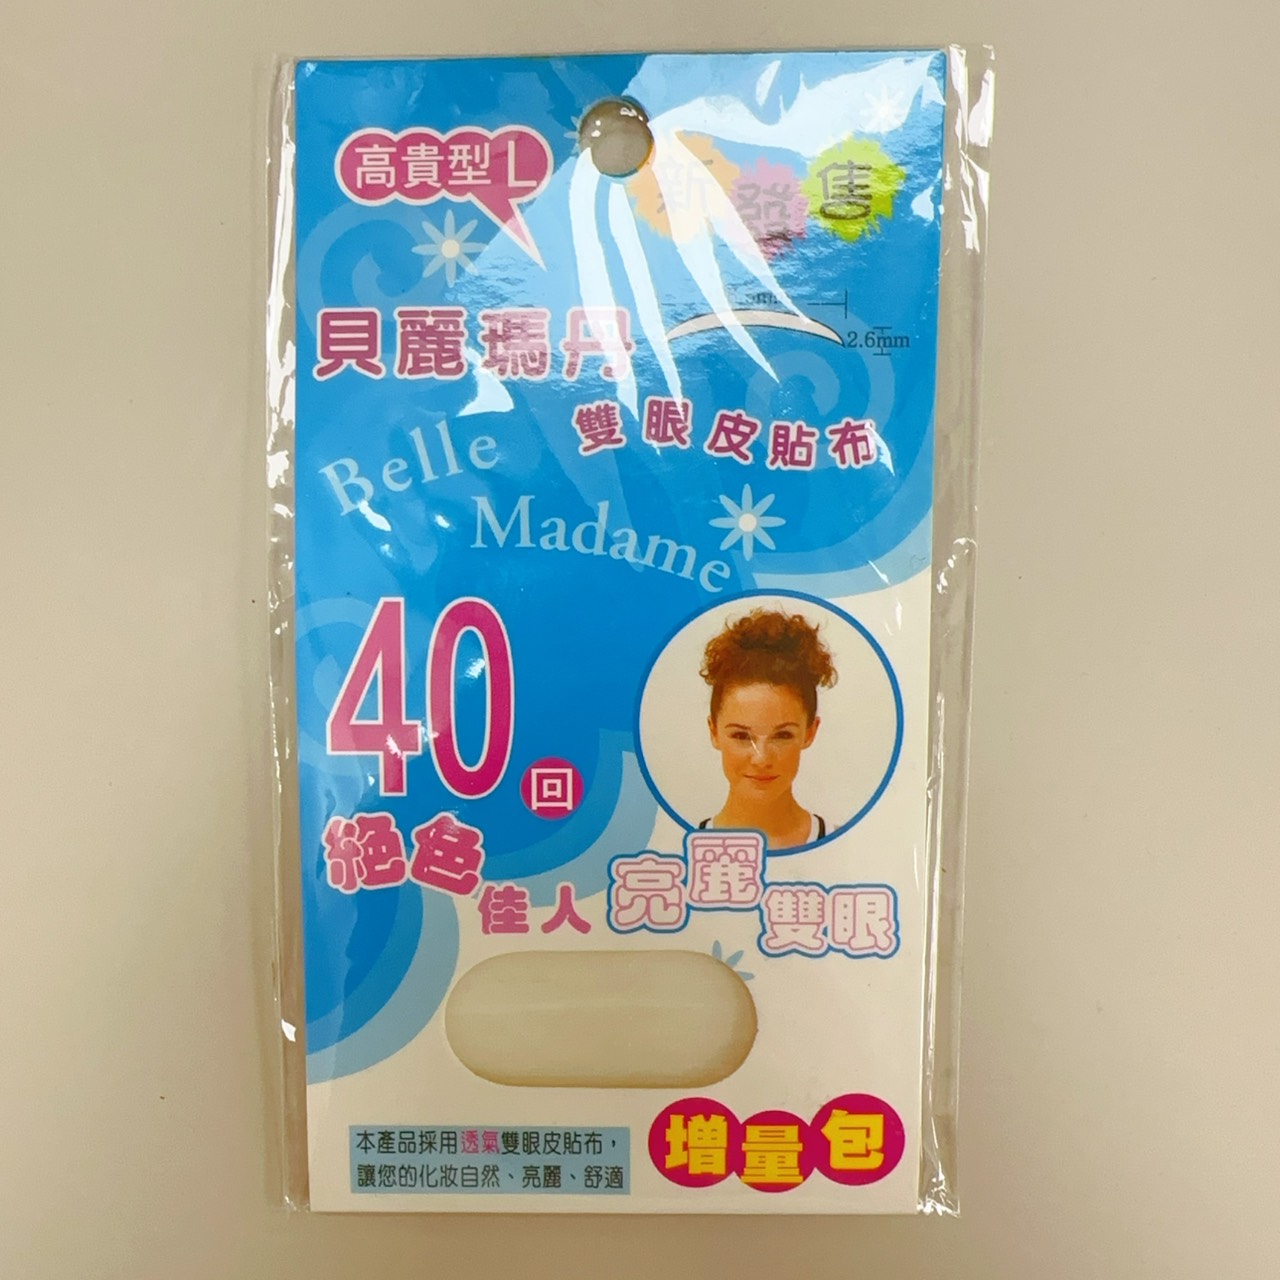 高貴型L
新發售
2.6mm
貝麗瑪丹
雙眼皮貼布
Belle
Madame
40回
絕色佳人
亮麗雙眼
本產品採用透氣雙眼皮貼布，
讓您的化妝自然、亮麗、舒適
增量包